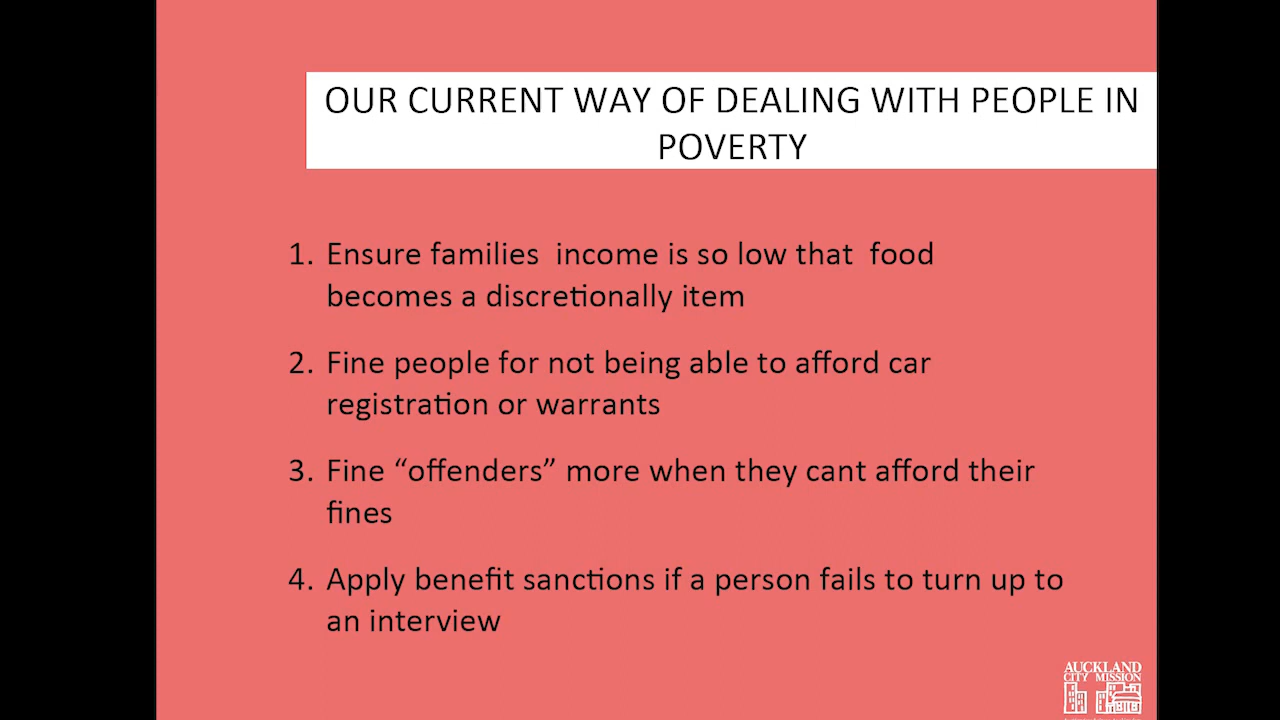 OUR CURRENT WAY OF DEALING WITH PEOPLE IN
POVERTY
1. Ensure families  income is so low that  food
becomes a discretionally item
2. Fine people for not being able to afford car
registration or warrants
3. Fine “offenders” more when they cant afford their
fines
4. Apply benefit sanctions if a person fails to turn up to
an interview
AUCKLAND
CITY MISSION